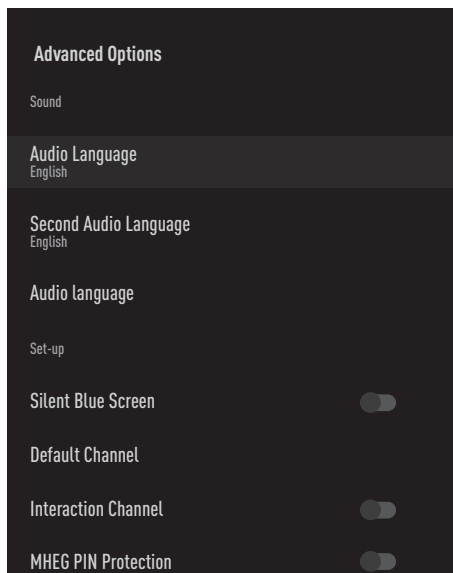 Advanced Options
Sound
Audio Language
English
Second Audio Language
English
Audio language
Set-up
Silent Blue Screen
Default Channel
Interaction Channel
MHEG PIN Protection